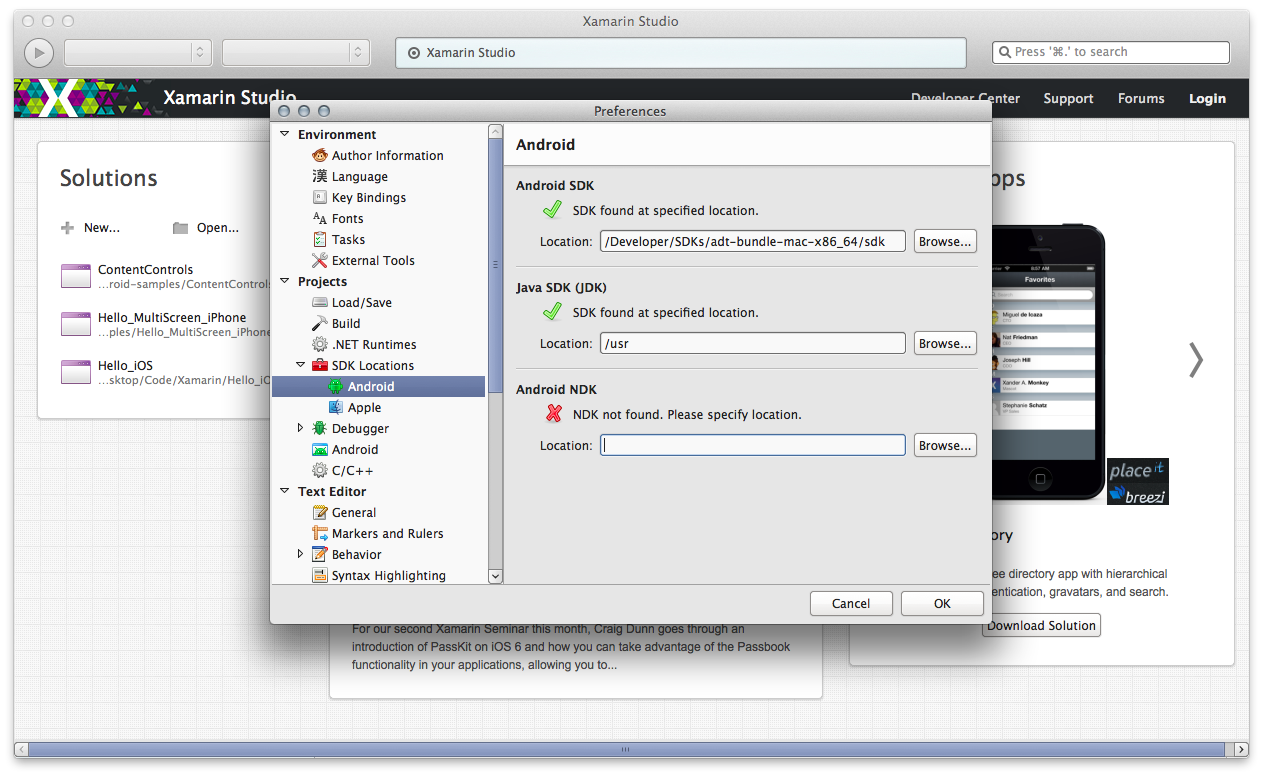 Xamarin Studio
Xamarin Studio
Press '⌘.' to search
Xamarin Studio
Developer Center
Support
Forums
Login
Solutions
New...
Open...
ContentControls
...roid-samples/ContentControls
Hello_MultiScreen_iPhone
...ples/Hello_MultiScreen_iPhone
Hello_iOS
...sktop/Code/Xamarin/Hello_iO
Preferences
Environment
Author Information
漢 Language
Key Bindings
AA Fonts
Tasks
External Tools
Projects
Load/Save
Build
.NET Runtimes
SDK Locations
Android
Apple
Debugger
Android
C/C++
Text Editor
General
Markers and Rulers
Behavior
Syntax Highlighting
Android
Android SDK
SDK found at specified location.
Location: /Developer/SDKs/adt-bundle-mac-x86_64/sdk Browse...
Java SDK (JDK)
SDK found at specified location.
Location: /usr Browse...
Android NDK
NDK not found. Please specify location.
Location: Browse...
Cancel
OK
For our second Xamarin Seminar this month, Craig Dunn goes through an
introduction of PassKit on iOS 6 and how you can take advantage of the Passbook
functionality in your applications, allowing you to...
ops
8:57 AM
Favorites
Search
Miguel de Icaza
Nat Friedman
Joseph Hill
Xander A. Monkey
Stephanie Schatz
place it
breezi
ory
ee directory app with hierarchical
entication, gravatars, and search.
Download Solution